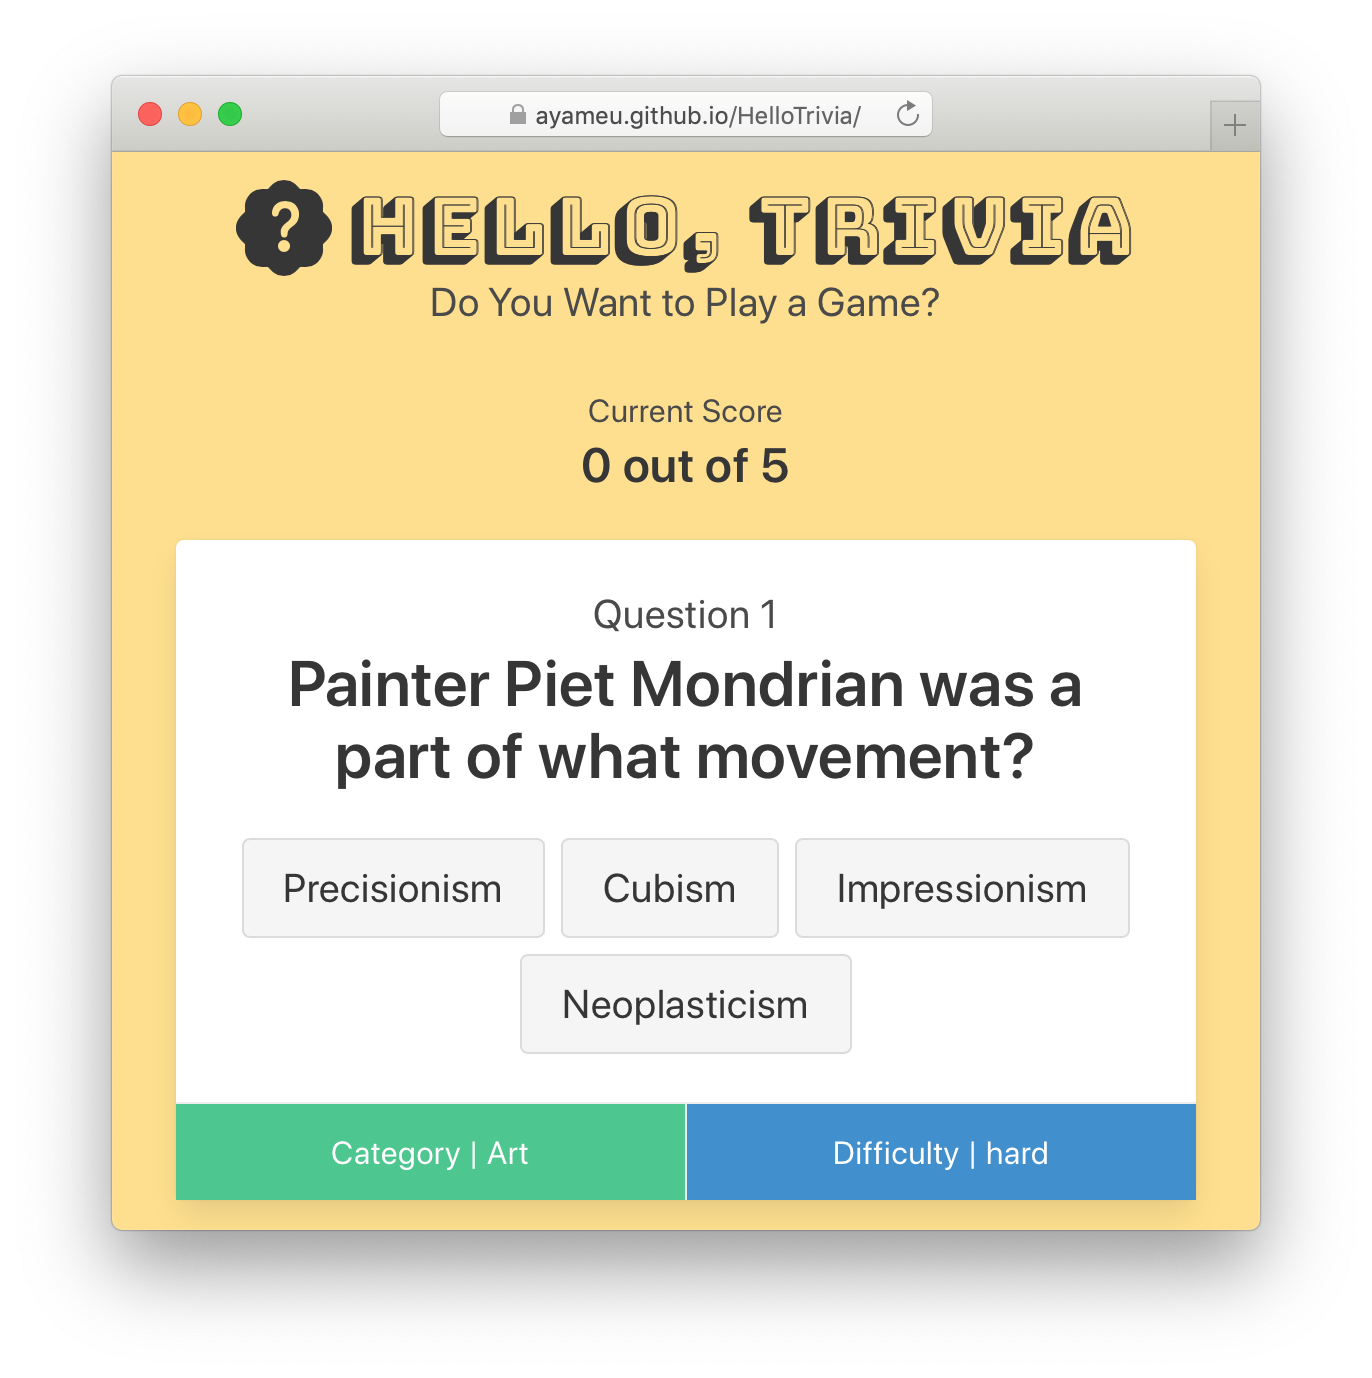 ayameu.github.io/HelloTrivia/
? HELLO, TRIVIA
Do You Want to Play a Game?
Current Score
0 out of 5
Question 1
Painter Piet Mondrian was a
part of what movement?
Precisionism Cubism Impressionism
Neoplasticism
Category | Art Difficulty | hard